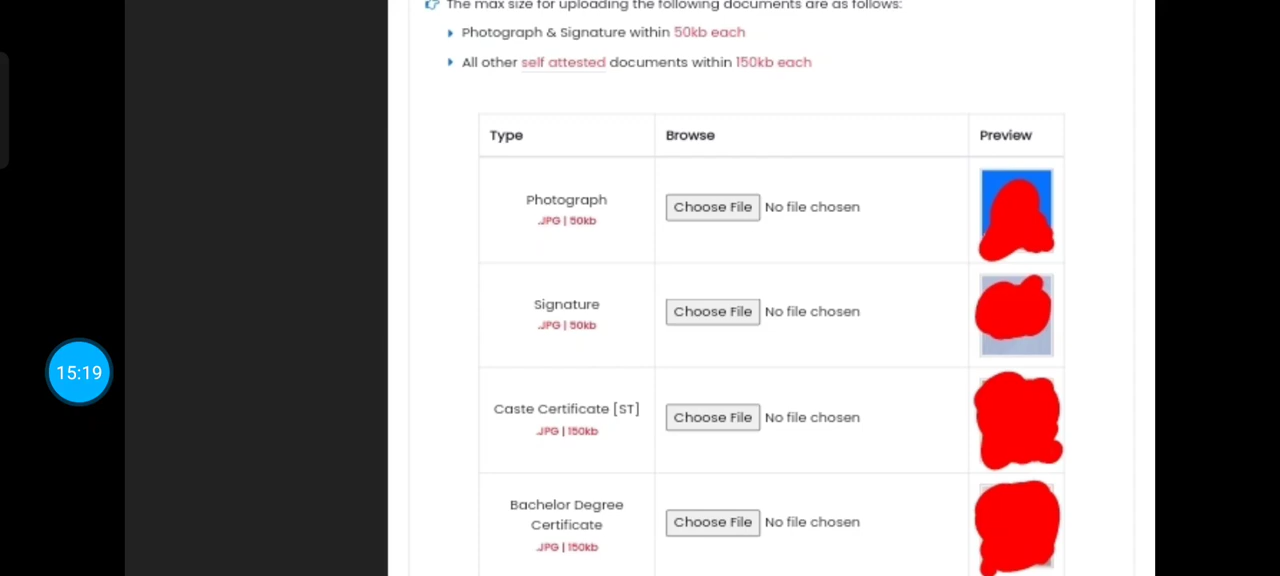 The max size for uploading the following documents are as follows:
Photograph & Signature within 50kb each
All other self attested documents within 150kb each
Type Browse Preview
Photograph
.JPG | 50kb
Choose File No file chosen
Signature
.JPG | 50kb
Choose File No file chosen
15:19
Caste Certificate [ST]
.JPG | 150kb
Choose File No file chosen
Bachelor Degree
Certificate
.JPG | 150kb
Choose File No file chosen